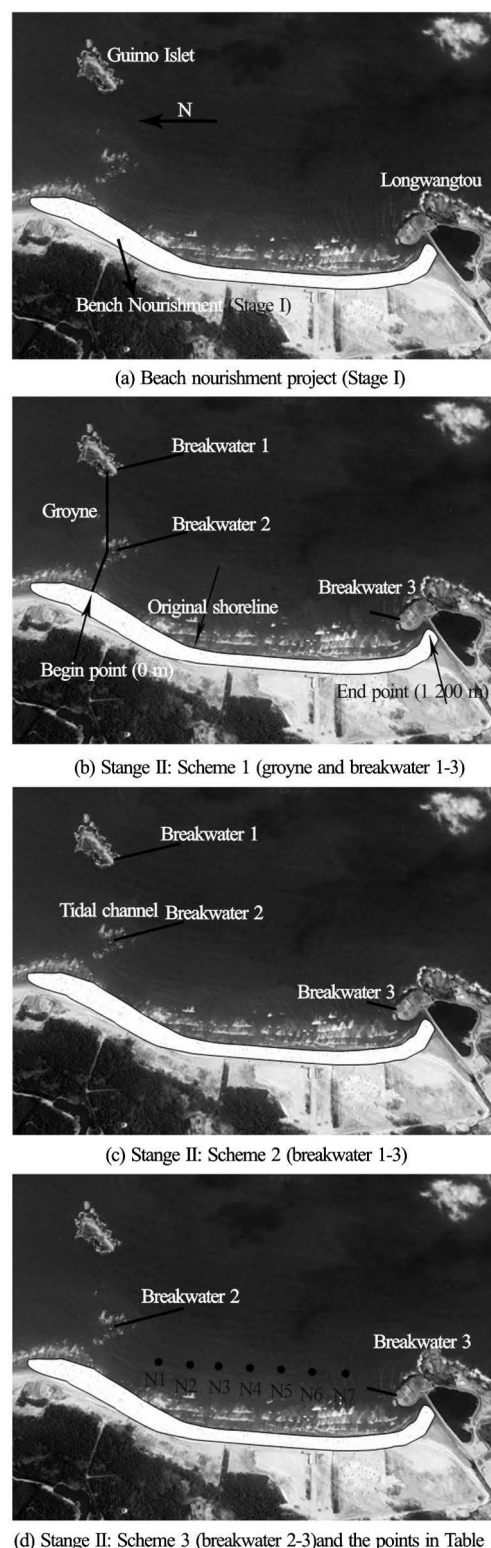 Guimo Islet
N
Longwangtou
Bench Nourishment (Stage I)
(a) Beach nourishment project (Stage I)
Breakwater 1
Groyne
Breakwater 2
Breakwater 3
Original shoreline
Begin point (0 m)
End point (1 200 m)
(b) Stange II: Scheme 1 (groyne and breakwater 1-3)
Breakwater 1
Tidal channel
Breakwater 2
Breakwater 3
(c) Stange II: Scheme 2 (breakwater 1-3)
Breakwater 2
Breakwater 3
N1 N2 N3 N4 N5 N6 N7
(d) Stange II: Scheme 3 (breakwater 2-3)and the points in Table